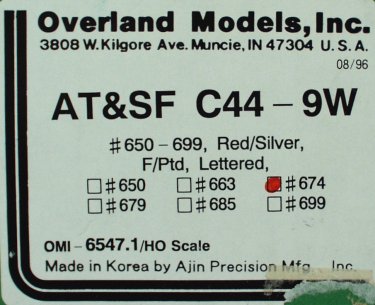 Overland Models, Inc.
3808 W. Kilgore Ave. Muncie, IN 47304 U. S. A.
08/96
AT&SF C44-9W
#650-699, Red/Silver,
F/Ptd, Lettered,
#650 #663 #674
#679 #685 #699
OMI-6547.1/HO Scale
Made in Korea by Ajin Precision Mfg. Inc.